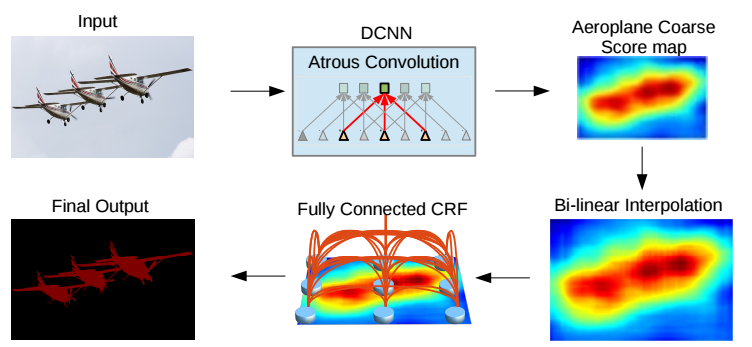 Input
DCNN
Atrous Convolution
Aeroplane Coarse
Score map
Bi-linear Interpolation
Fully Connected CRF
Final Output